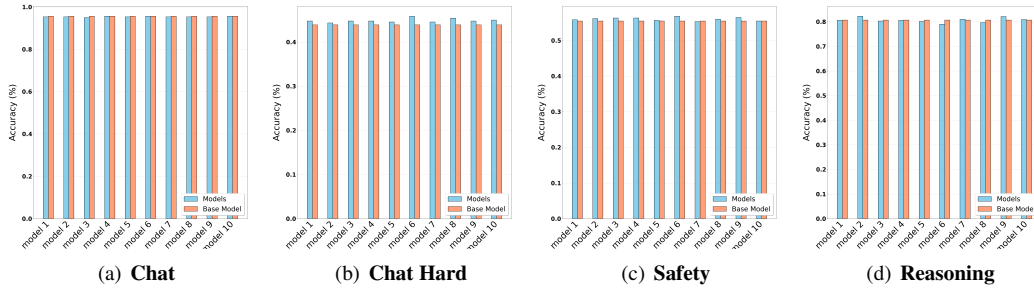 Accuracy (%)
1.0
0.8
0.6
0.4
0.2
0.0
Models
Base Model
model 1
model 2
model 3
model 4
model 5
model 6
model 7
model 8
model 9
model 10
(a) Chat
Accuracy (%)
0.4
0.3
0.2
0.1
0.0
Models
Base Model
model 1
model 2
model 3
model 4
model 5
model 6
model 7
model 8
model 9
model 10
(b) Chat Hard
Accuracy (%)
0.5
0.4
0.3
0.2
0.1
0.0
Models
Base Model
model 1
model 2
model 3
model 4
model 5
model 6
model 7
model 8
model 9
model 10
(c) Safety
Accuracy (%)
0.8
0.7
0.6
0.5
0.4
0.3
0.2
0.1
0.0
Models
Base Model
model 1
model 2
model 3
model 4
model 5
model 6
model 7
model 8
model 9
model 10
(d) Reasoning